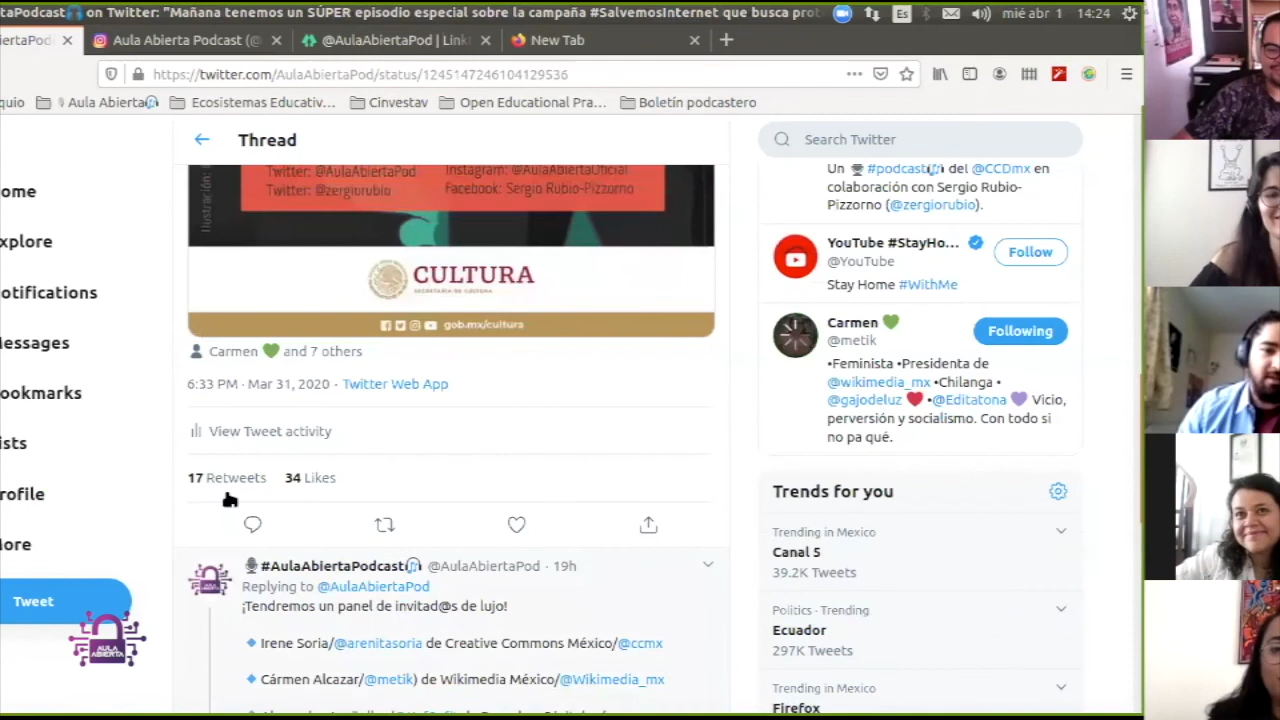 on Twitter: "Mañana tenemos un SÚPER episodio especial sobre la campaña #SalvemosInternet que busca
Es
mié abr 1
14:24
Aula Abierta Podcast (@
@AulaAbiertaPod | Link
New Tab
https://twitter.com/AulaAbiertaPod/status/1245147246104129536
quio
Aula Abierta
Ecosistemas Educativ...
Cinvestav
Open Educational Pra...
Boletín podcastero
ome
xplore
otifications
essages
ookmarks
ists
rofile
ore
Tweet
AULA
ABIERTA
Thread
Ilustración:
Twitter: @AulaAbiertaPod
Instagram: @AulaAbiertaOficial
Twitter: @zergiorubio
Facebook: Sergio Rubio-Pizzorno
CULTURA
SECRETARÍA DE CULTURA
gob.mx/cultura
Carmen 💚 and 7 others
6:33 PM · Mar 31, 2020 · Twitter Web App
View Tweet activity
17 Retweets 34 Likes
#AulaAbiertaPodcast @AulaAbiertaPod · 19h
Replying to @AulaAbiertaPod
¡Tendremos un panel de invitad@s de lujo!
🔹 Irene Soria/@arenitasoria de Creative Commons México/@ccmx
🔹 Cármen Alcazar/@metik) de Wikimedia México/@Wikimedia_mx
Search Twitter
Un #podcast del @CCDmx en
colaboración con Sergio Rubio-
Pizzorno (@zergiorubio).
YouTube #StayHo...
@YouTube
Follow
Stay Home #WithMe
Carmen 💚
@metik
Following
•Feminista •Presidenta de
@wikimedia_mx •Chilanga •
@gajodeluz ❤️ •@Editatona 💜 Vicio,
perversión y socialismo. Con todo si
no pa qué.
Trends for you
Trending in Mexico
Canal 5
39.2K Tweets
Politics · Trending
Ecuador
297K Tweets
Trending in Mexico
Firefox